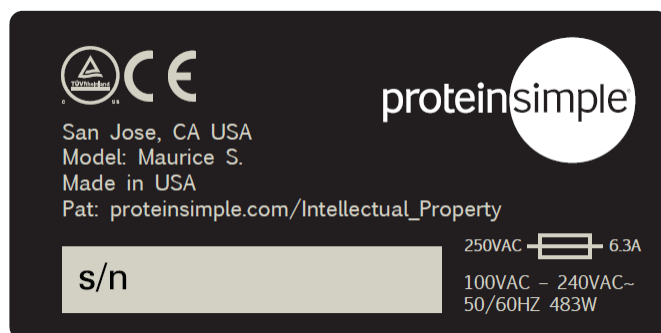 TÜVRheinland
C US
CE
proteinsimple
San Jose, CA USA
Model: Maurice S.
Made in USA
Pat: proteinsimple.com/Intellectual_Property
s/n
250VAC 6.3A
100VAC – 240VAC~
50/60HZ 483W